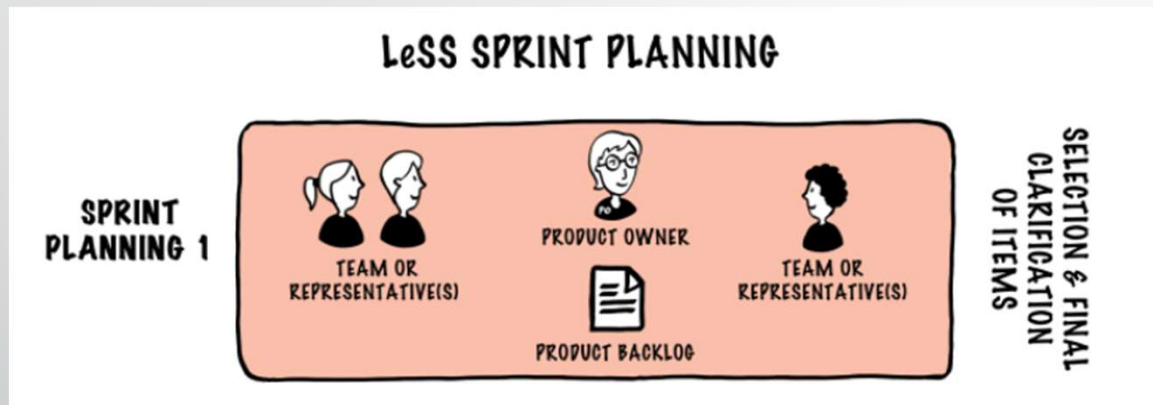 LeSS SPRINT PLANNING
SPRINT
PLANNING 1
TEAM OR
REPRESENTATIVE(S)
PO
PRODUCT OWNER
PRODUCT BACKLOG
TEAM OR
REPRESENTATIVE(S)
SELECTION & FINAL
CLARIFICATION
OF ITEMS